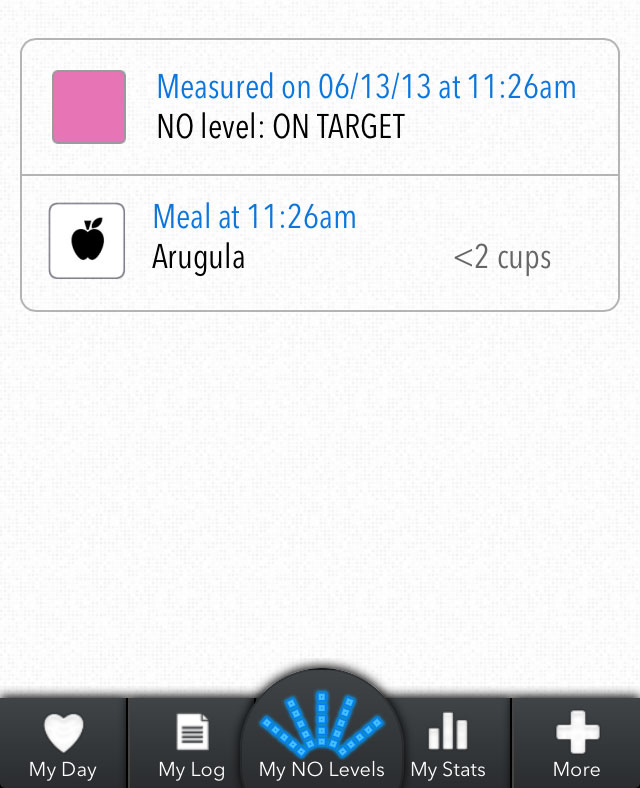 Measured on 06/13/13 at 11:26am
NO level: ON TARGET
Meal at 11:26am
Arugula <2 cups
My Day My Log My NO Levels My Stats More